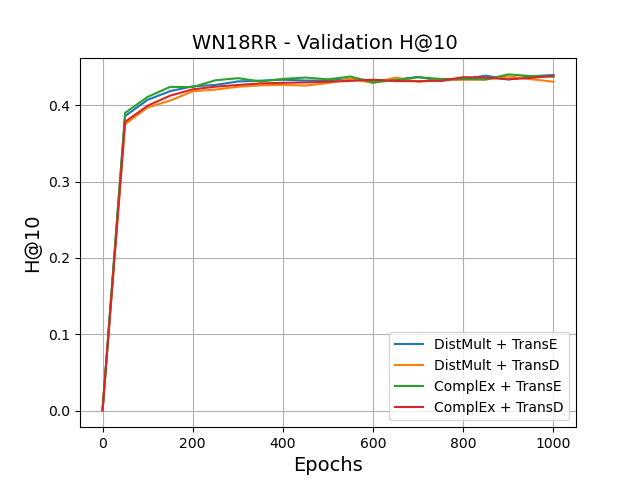 WN18RR - Validation H@10
H@10
0.4
0.3
0.2
0.1
0.0
0 200 400 600 800 1000
Epochs
DistMult + TransE
DistMult + TransD
ComplEx + TransE
ComplEx + TransD